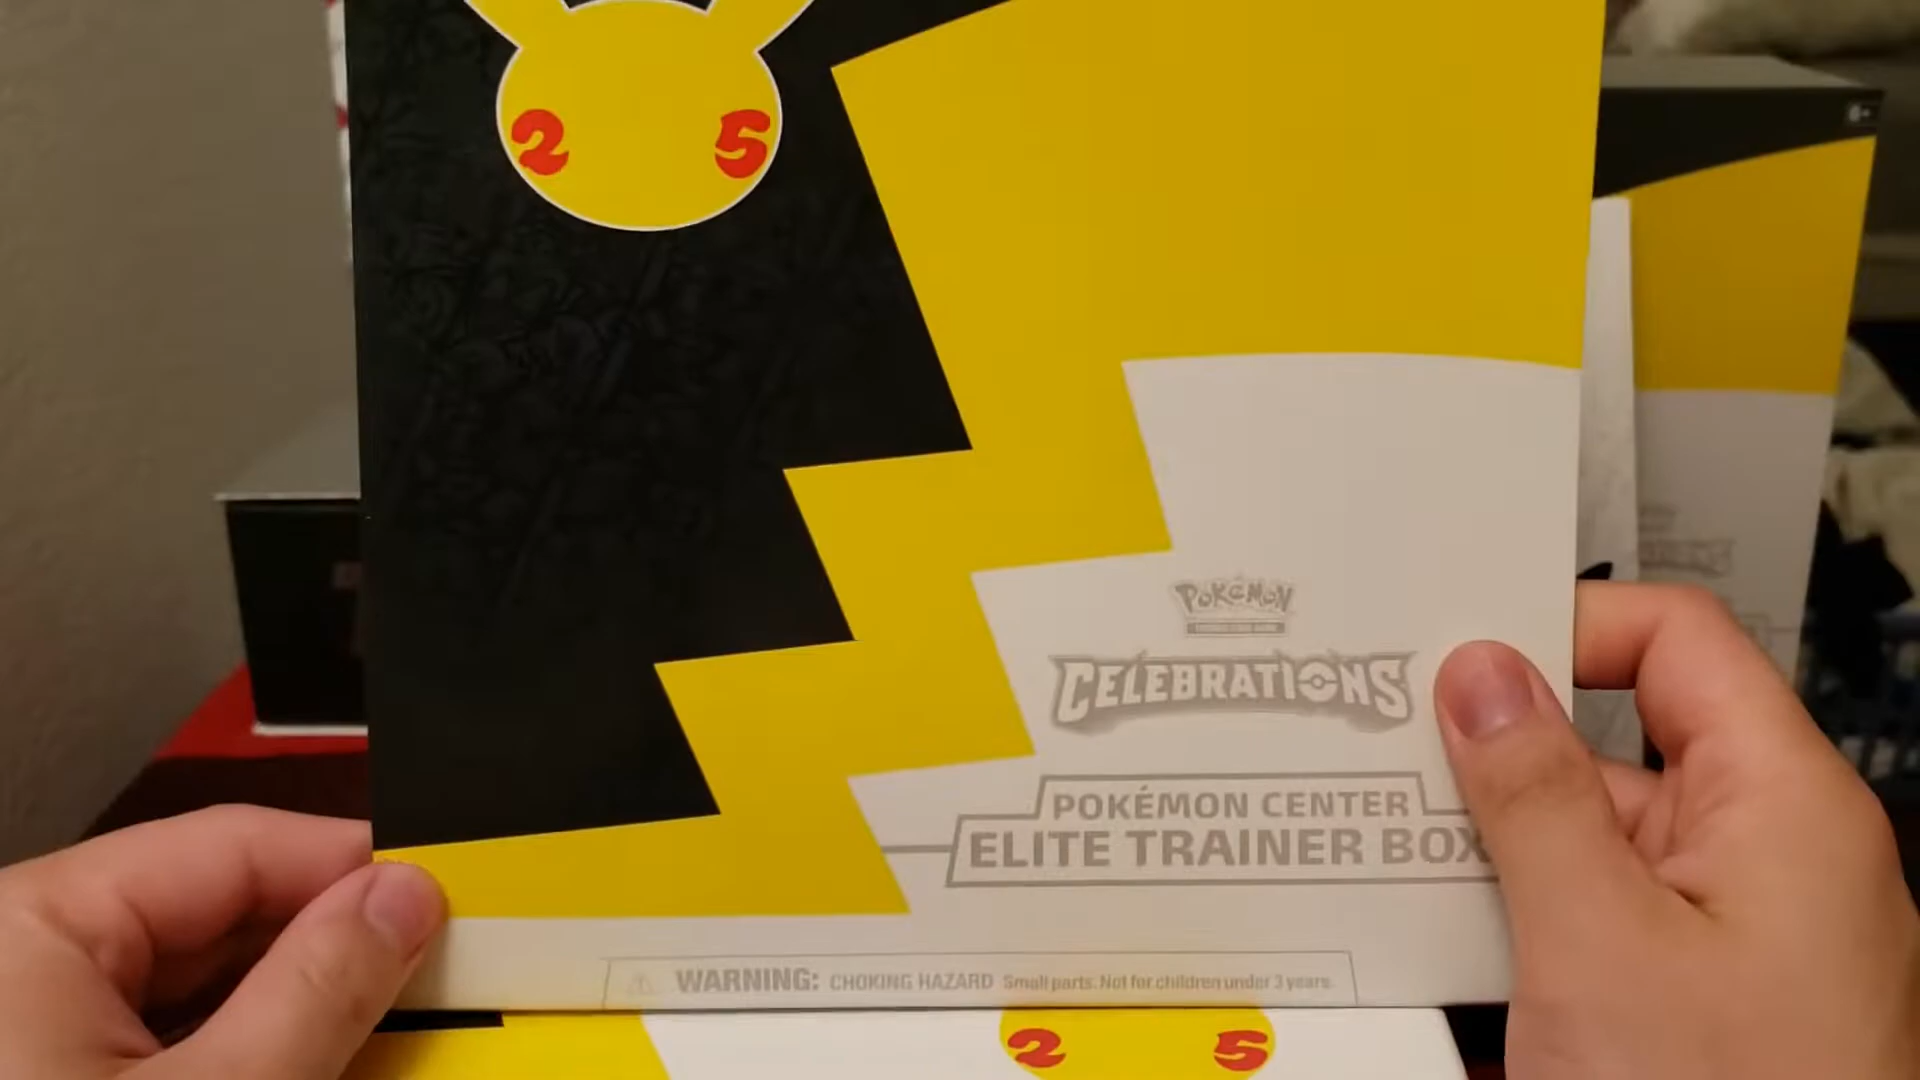 2 5
POKéMON
CELEBRATIONS
POKÉMON CENTER
ELITE TRAINER BOX
WARNING: CHOKING HAZARD Small parts. Not for children under 3 years.
2 5